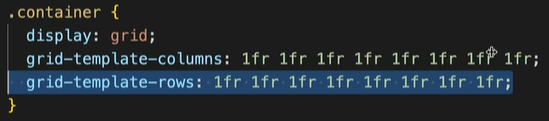 .container {
display: grid;
grid-template-columns: 1fr 1fr 1fr 1fr 1fr 1fr 1fr 1fr;
grid-template-rows: 1fr 1fr 1fr 1fr 1fr 1fr 1fr 1fr;
}